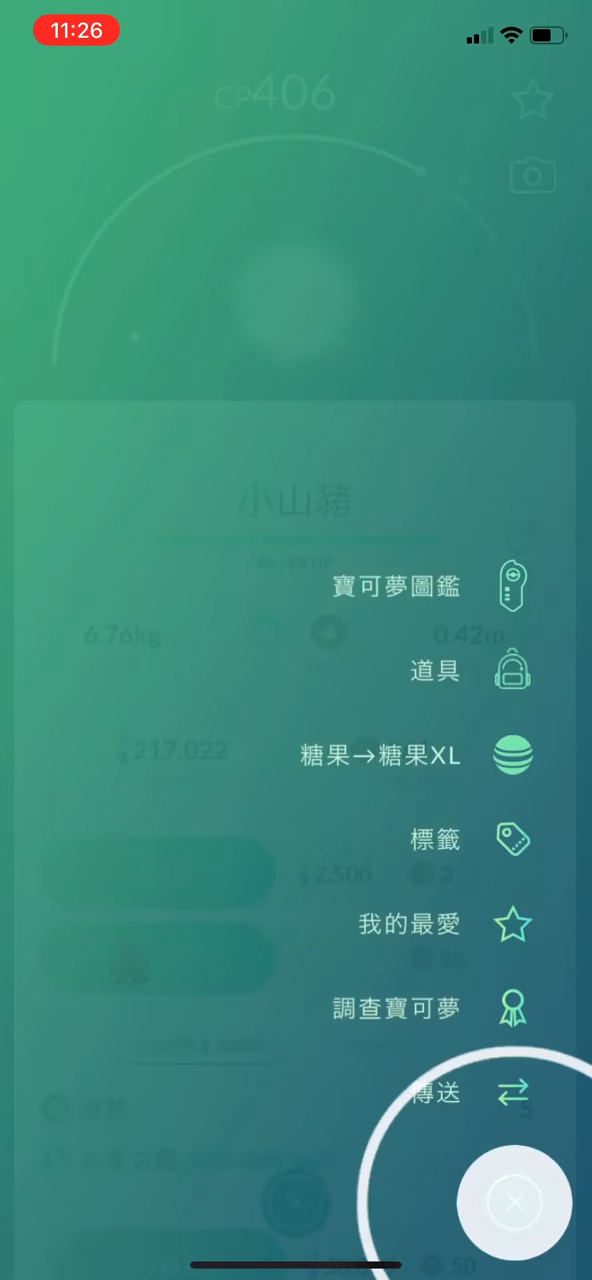 11:26
CP406
小山豬
寶可夢圖鑑
6.76kg
0.42m
道具
217,022
糖果→糖果XL
標籤
2,500
2
我的最愛
調查寶可夢
傳送
50